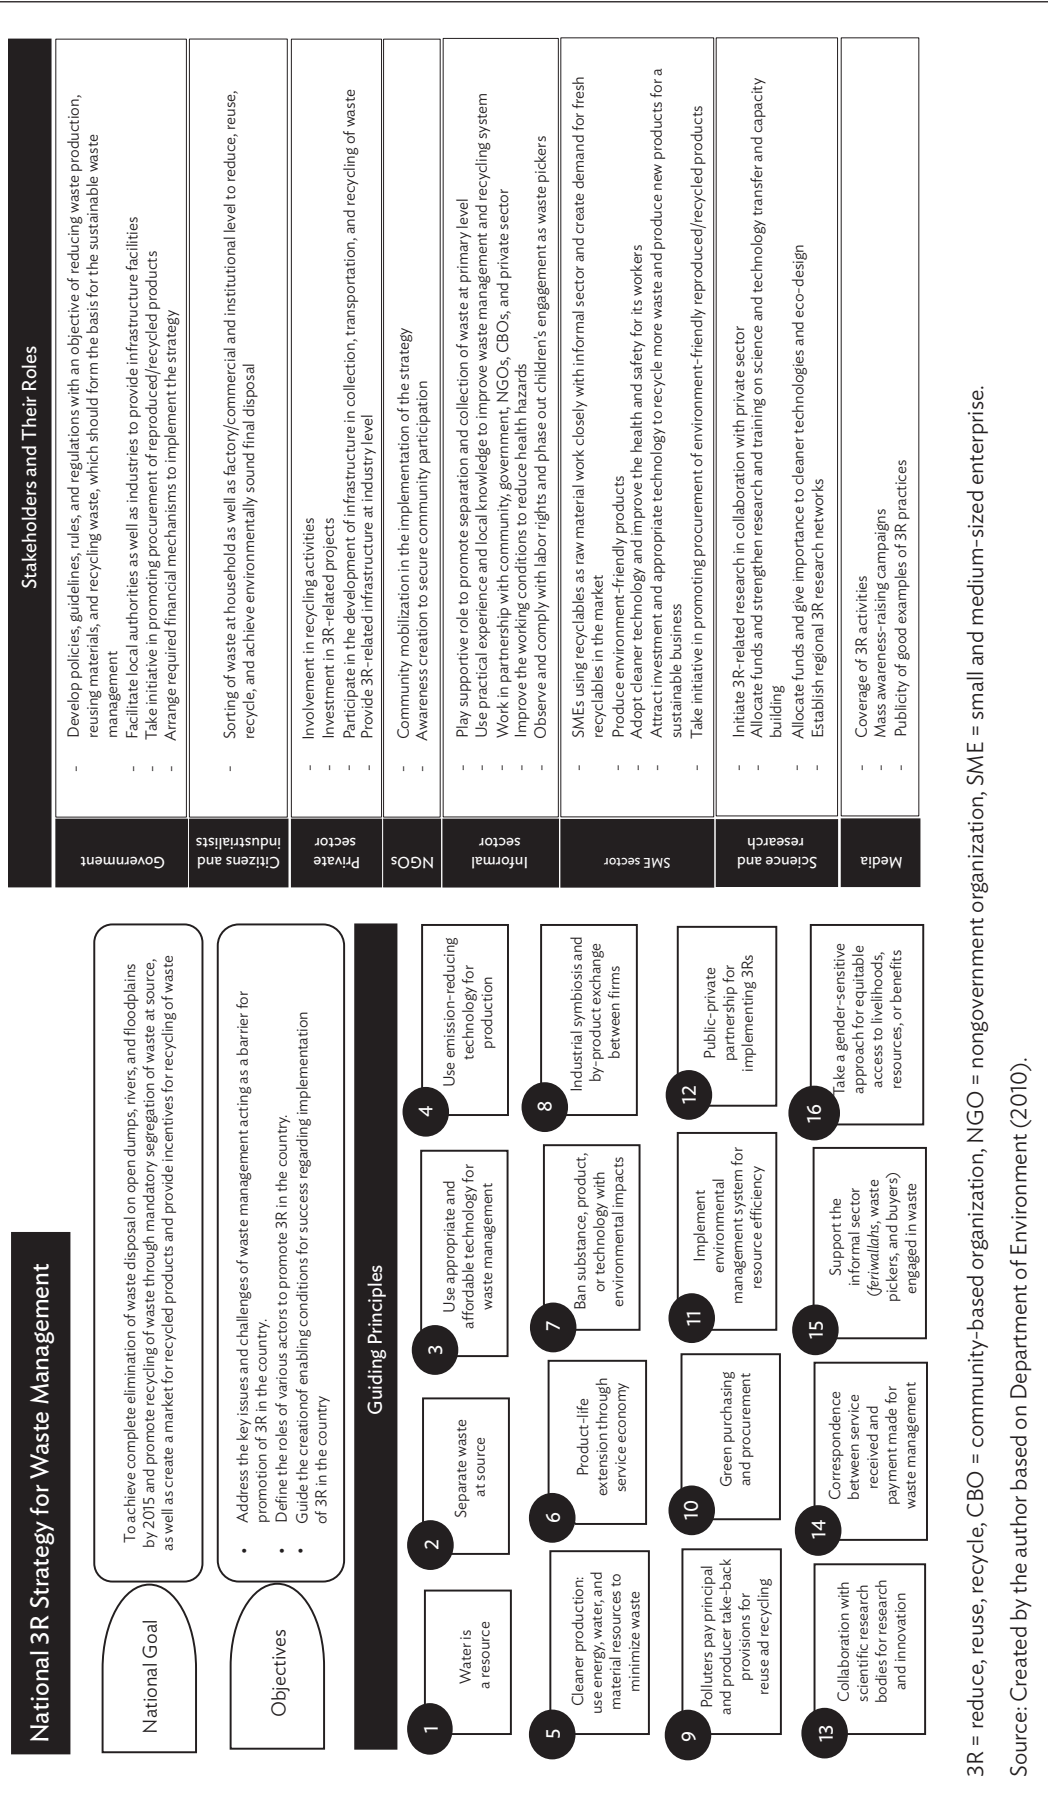 National 3R Strategy for Waste Management
National Goal
To achieve complete elimination of waste disposal on open dumps, rivers, and floodplains
by 2015 and promote recycling of waste through mandatory segregation of waste at source,
as well as create a market for recycled products and provide incentives for recycling of waste
Objectives
• Address the key issues and challenges of waste management acting as a barrier for
promotion of 3R in the country.
• Define the roles of various actors to promote 3R in the country.
• Guide the creationof enabling conditions for success regarding implementation
of 3R in the country
Guiding Principles
1
Water is
a resource
2
Separate waste
at source
3
Use appropriate and
affordable technology for
waste management
4
Use emission-reducing
technology for
production
5
Cleaner production:
use energy, water, and
material resources to
minimize waste
6
Product-life
extension through
service economy
7
Ban substance, product,
or technology with
environmental impacts
8
Industrial symbiosis and
by-product exchange
between firms
9
Polluters pay principal
and producer take-back
provisions for
reuse ad recycling
10
Green purchasing
and procurement
11
Implement
environmental
management system for
resource efficiency
12
Public-private
partnership for
implementing 3Rs
13
Collaboration with
scientific research
bodies for research
and innovation
14
Correspondence
between service
received and
payment made for
waste management
15
Support the
informal sector
(feriwallahs, waste
pickers, and buyers)
engaged in waste
16
Take a gender-sensitive
approach for equitable
access to livelihoods,
resources, or benefits
Stakeholders and Their Roles
Government
- Develop policies, guidelines, rules, and regulations with an objective of reducing waste production,
reusing materials, and recycling waste, which should form the basis for the sustainable waste
management
- Facilitate local authorities as well as industries to provide infrastructure facilities
- Take initiative in promoting procurement of reproduced/recycled products
- Arrange required financial mechanisms to implement the strategy
Citizens and
industrialists
- Sorting of waste at household as well as factory/commercial and institutional level to reduce, reuse,
recycle, and achieve environmentally sound final disposal
Private
sector
- Involvement in recycling activities
- Investment in 3R-related projects
- Participate in the development of infrastructure in collection, transportation, and recycling of waste
- Provide 3R-related infrastructure at industry level
NGOs
- Community mobilization in the implementation of the strategy
- Awareness creation to secure community participation
Informal
sector
- Play supportive role to promote separation and collection of waste at primary level
- Use practical experience and local knowledge to improve waste management and recycling system
- Work in partnership with community, government, NGOs, CBOs, and private sector
- Improve the working conditions to reduce health hazards
- Observe and comply with labor rights and phase out children's engagement as waste pickers
SME sector
- SMEs using recyclables as raw material work closely with informal sector and create demand for fresh
recyclables in the market
- Produce environment-friendly products
- Adopt cleaner technology and improve the health and safety for its workers
- Attract investment and appropriate technology to recycle more waste and produce new products for a
sustainable business
- Take initiative in promoting procurement of environment-friendly reproduced/recycled products
Science and
research
- Initiate 3R-related research in collaboration with private sector
- Allocate funds and strengthen research and training on science and technology transfer and capacity
building
- Allocate funds and give importance to cleaner technologies and eco-design
- Establish regional 3R research networks
Media
- Coverage of 3R activities
- Mass awareness-raising campaigns
- Publicity of good examples of 3R practices
3R = reduce, reuse, recycle, CBO = community-based organization, NGO = nongovernment organization, SME = small and medium-sized enterprise.
Source: Created by the author based on Department of Environment (2010).